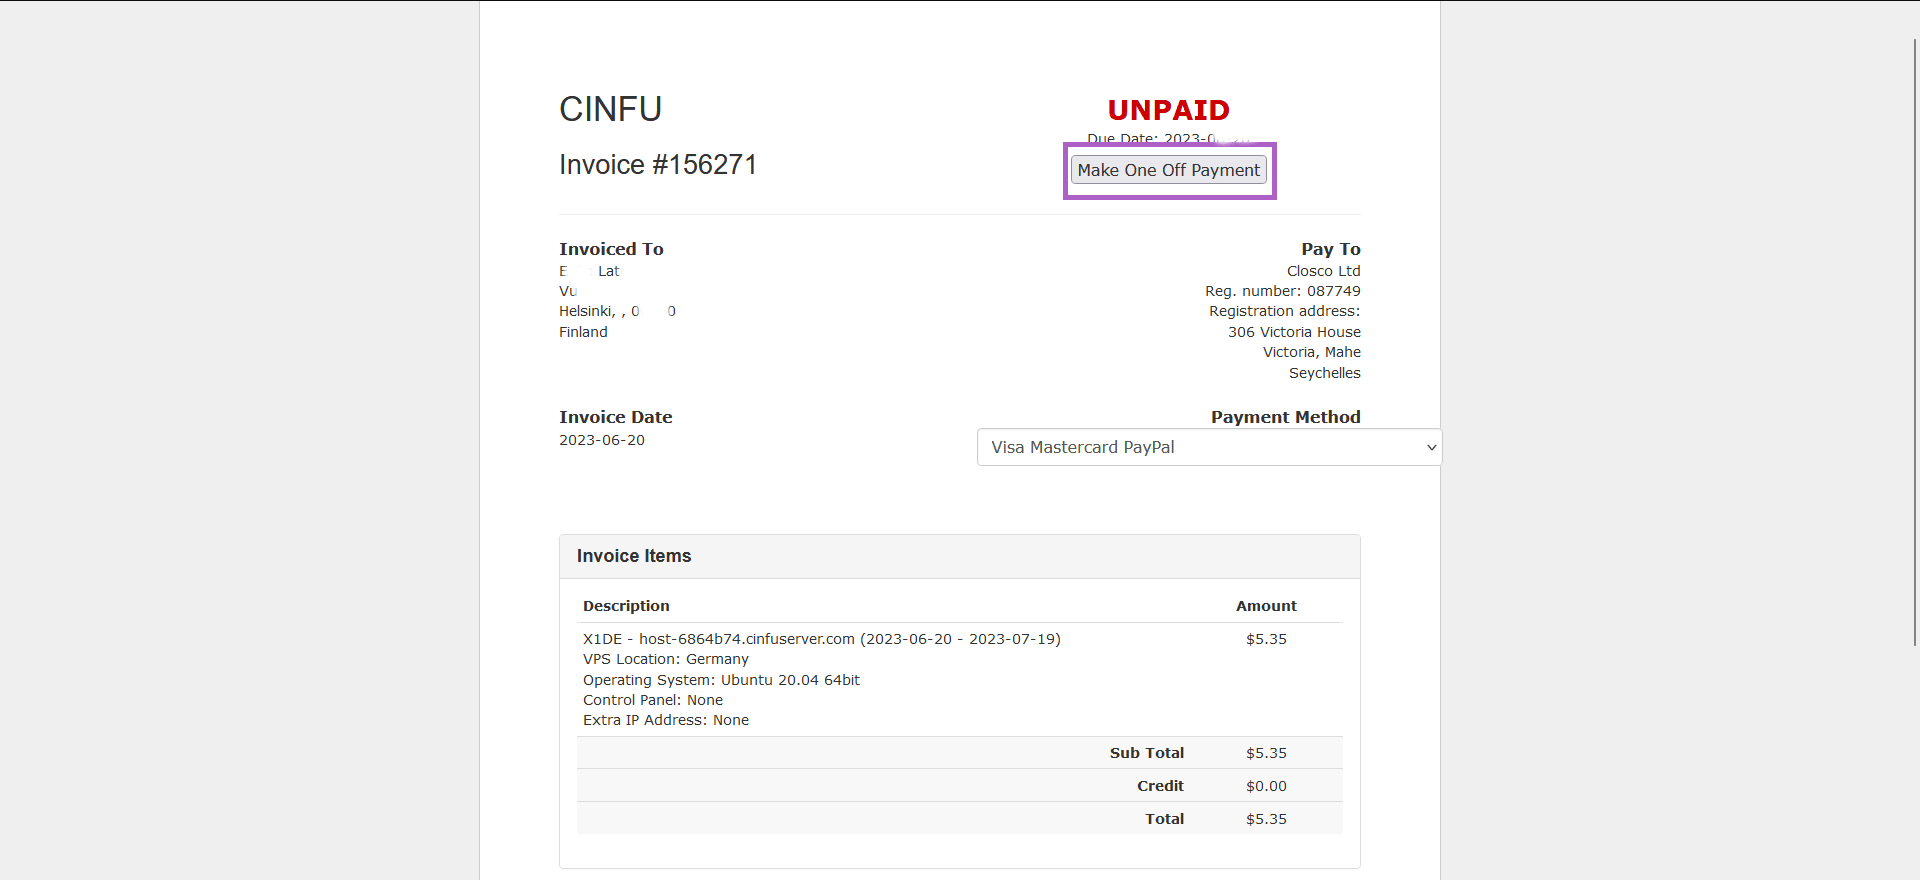 CINFU
UNPAID
Due Date: 2023-0
Invoice #156271
Make One Off Payment
Invoiced To
E Lat
Vu
Helsinki, , 0 0
Finland
Pay To
Closco Ltd
Reg. number: 087749
Registration address:
306 Victoria House
Victoria, Mahe
Seychelles
Invoice Date
2023-06-20
Payment Method
Visa Mastercard PayPal
Invoice Items
Description Amount
X1DE - host-6864b74.cinfuserver.com (2023-06-20 - 2023-07-19) $5.35
VPS Location: Germany
Operating System: Ubuntu 20.04 64bit
Control Panel: None
Extra IP Address: None
Sub Total $5.35
Credit $0.00
Total $5.35